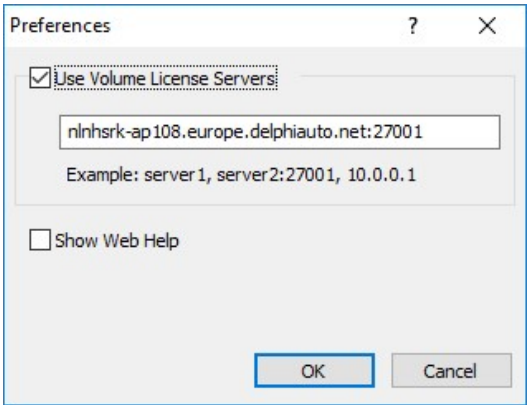 Preferences
Use Volume License Servers
nlnhsrk-ap108.europe.delphiauto.net:27001
Example: server1, server2:27001, 10.0.0.1
Show Web Help
OK Cancel